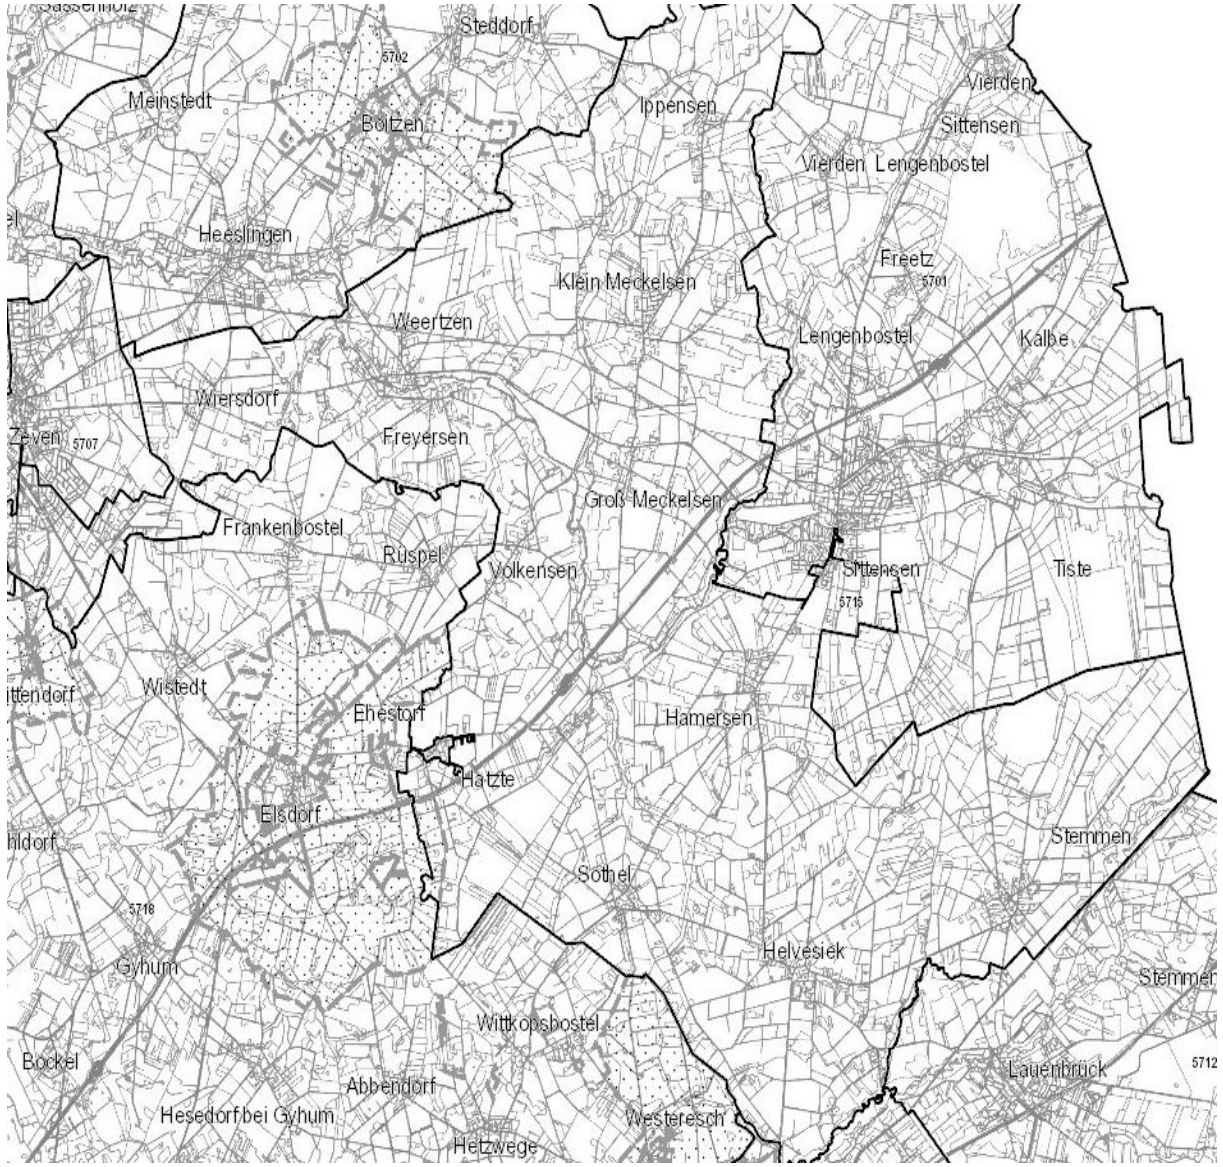 Steddorf
5702
Vierden
Meinstedt
Ippensen
Boitzen
Sittensen
Vierden Lengenbostel
Heeslingen
Freetz
5701
Klein Meckelsen
Weertzen
Lengenbostel
Kalbe
Wiersdorf
Freyersen
Zeven 5707
Groß Meckelsen
Frankenbostel
Rüspel
Volkensen
Sittensen
Tiste
5715
Wistedt
Ehestorf
Hamersen
Hatzte
Elsdorf
Stemmen
Sothel
5718
Gyhum
Helvesiek
Stemmen
Wittkopsbostel
Bockel
Lauenbrück
5712
Abbendorf
Hesedorf bei Gyhum
Westeresch
Hetzwege